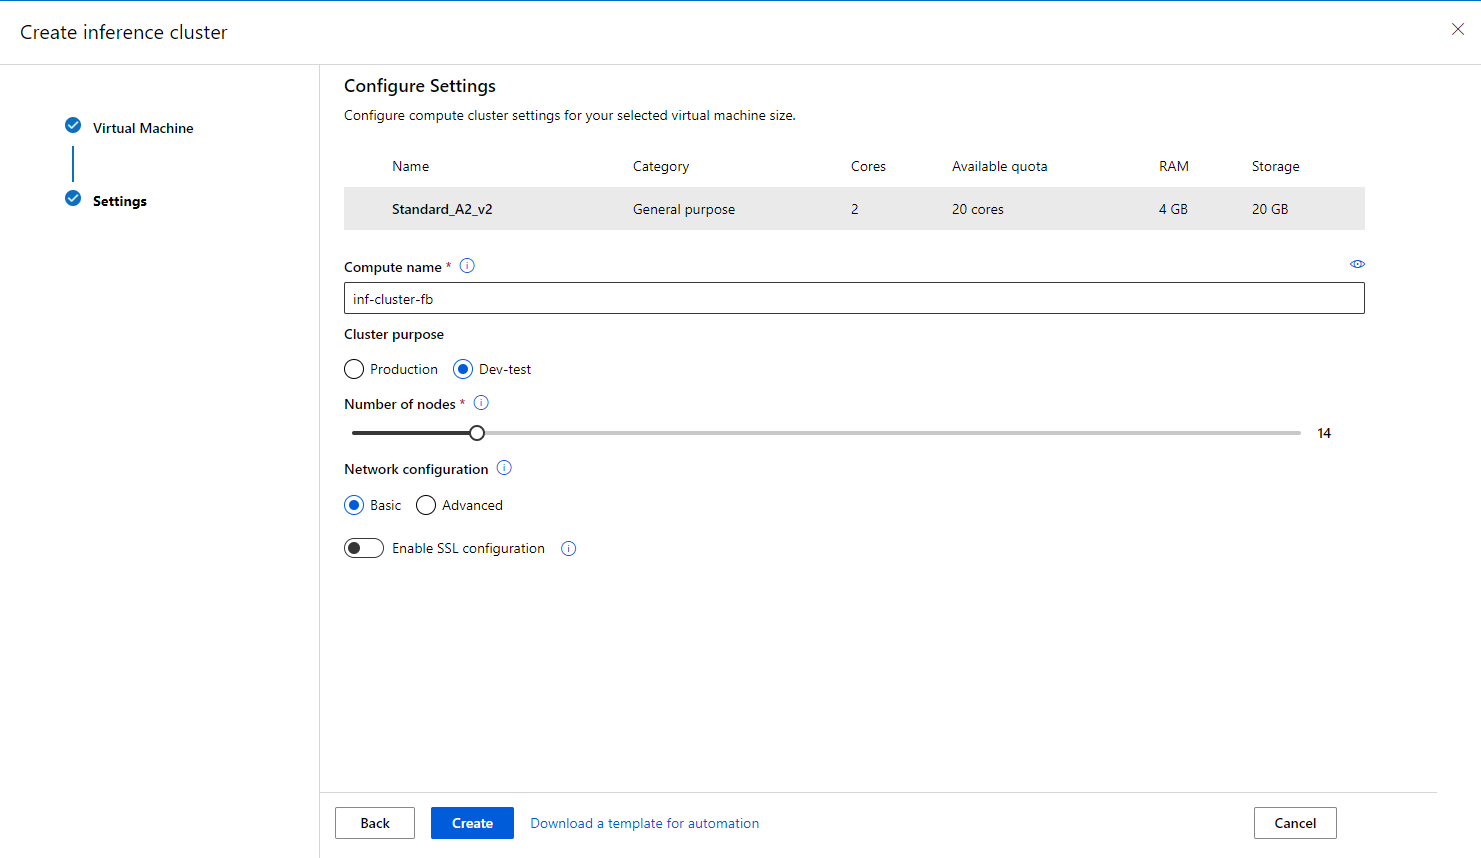 Create inference cluster
Virtual Machine
Settings
Configure Settings
Configure compute cluster settings for your selected virtual machine size.
Name Category Cores Available quota RAM Storage
Standard_A2_v2 General purpose 2 20 cores 4 GB 20 GB
Compute name *
inf-cluster-fb
Cluster purpose
Production Dev-test
Number of nodes *
14
Network configuration
Basic Advanced
Enable SSL configuration
Back Create Download a template for automation Cancel